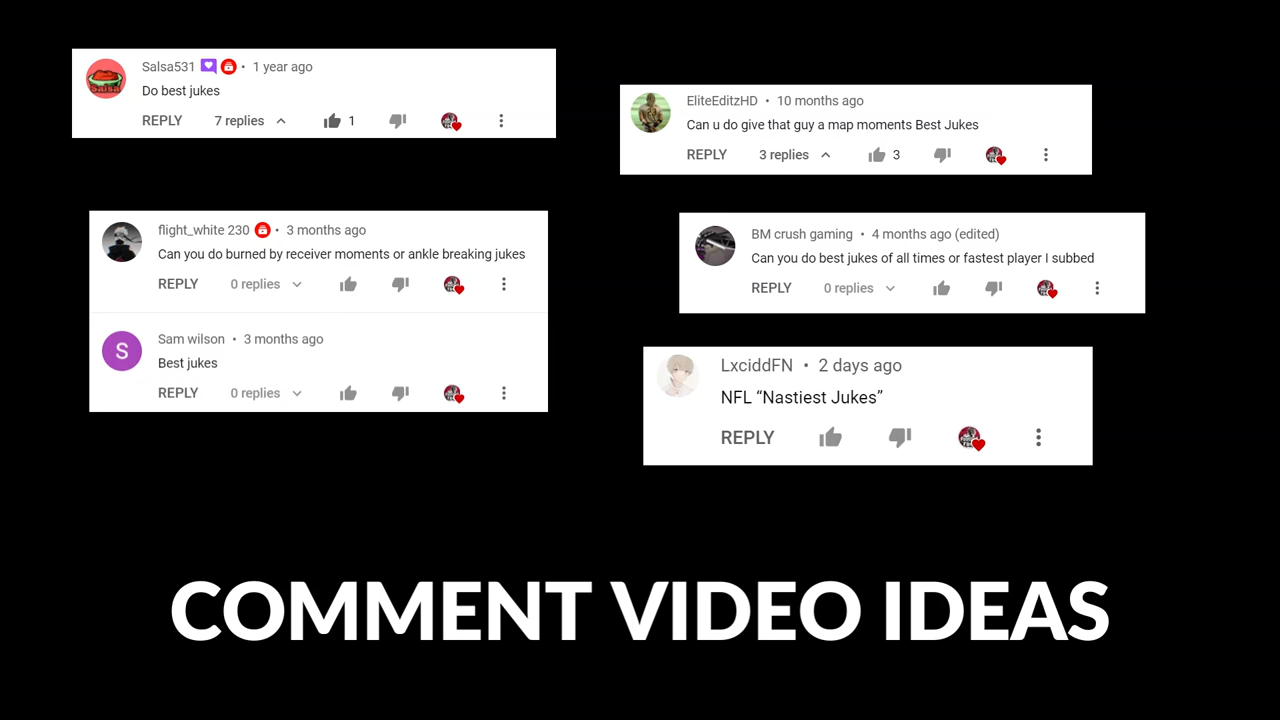 Salsa531 • 1 year ago
Do best jukes
REPLY 7 replies 1
EliteEditzHD • 10 months ago
Can u do give that guy a map moments Best Jukes
REPLY 3 replies 3
flight_white 230 • 3 months ago
Can you do burned by receiver moments or ankle breaking jukes
REPLY 0 replies
S
Sam wilson • 3 months ago
Best jukes
REPLY 0 replies
BM crush gaming • 4 months ago (edited)
Can you do best jukes of all times or fastest player I subbed
REPLY 0 replies
LxciddFN • 2 days ago
NFL “Nastiest Jukes”
REPLY
COMMENT VIDEO IDEAS